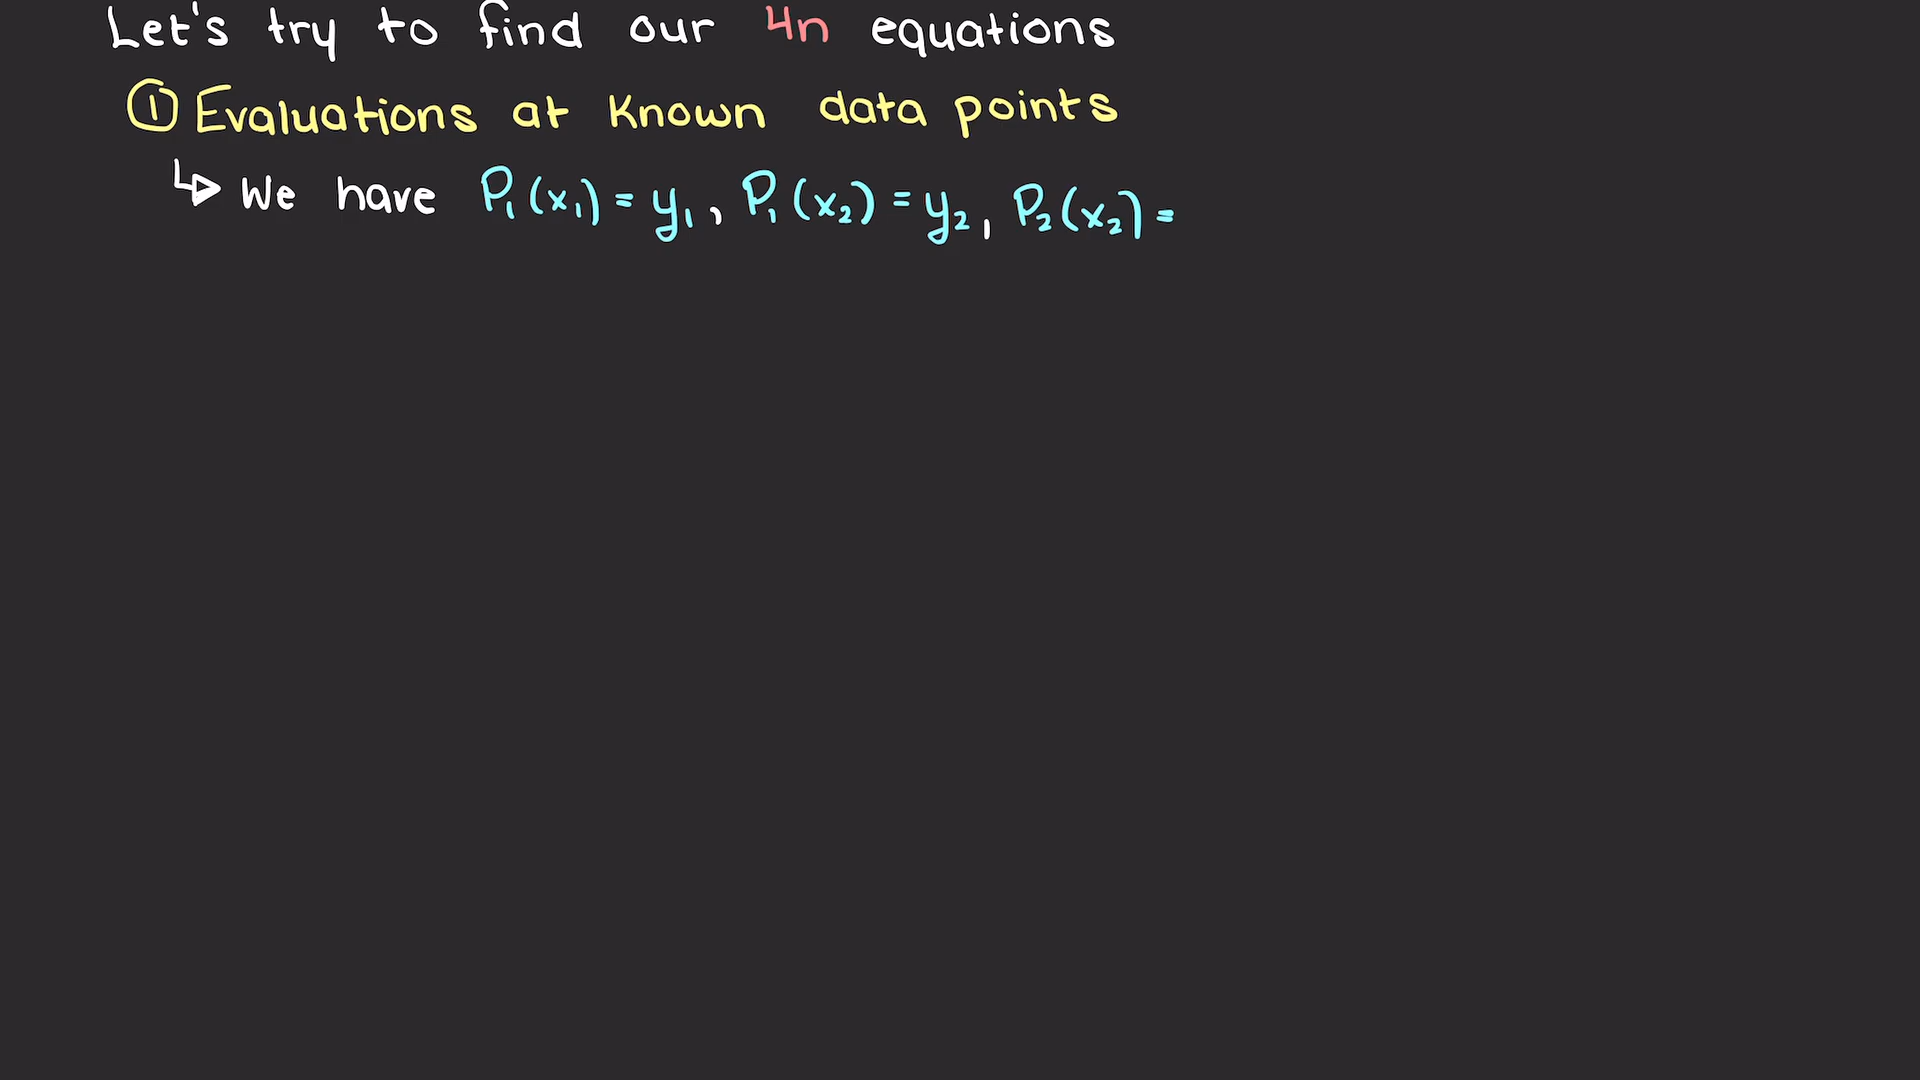 Let's try to find our 4n equations
① Evaluations at known data points
↳ We have P₁(x₁) = y₁, P₁(x₂) = y₂, P₂(x₂) =